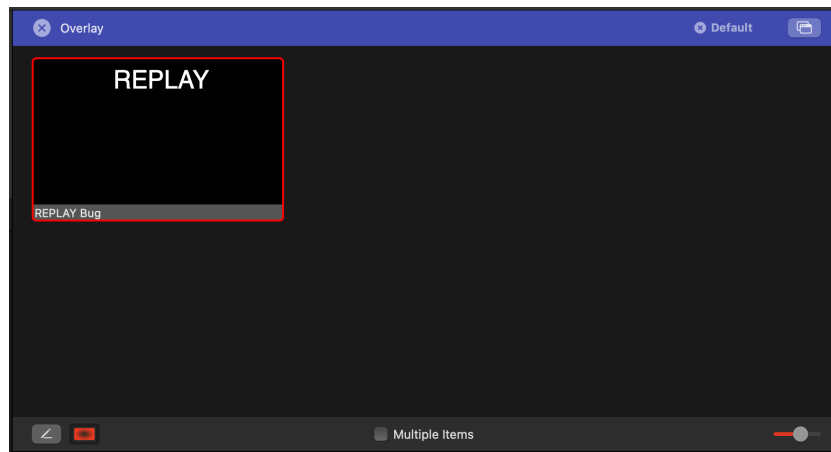 Overlay
Default
REPLAY
REPLAY Bug
Multiple Items